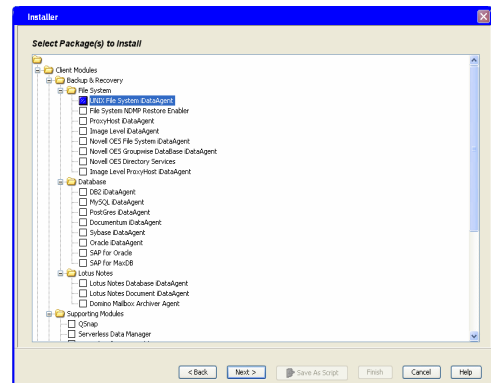 Installer
Select Package(s) to Install
Client Modules
Backup & Recovery
File System
UNIX File System iDataAgent
File System NDMP Restore Enabler
ProxyHost iDataAgent
Image Level iDataAgent
Novell OES File System iDataAgent
Novell OES Groupwise DataBase iDataAgent
Novell OES Directory Services
Image Level ProxyHost iDataAgent
Database
DB2 iDataAgent
MySQL iDataAgent
PostGres iDataAgent
Documentum iDataAgent
Sybase iDataAgent
Oracle iDataAgent
SAP for Oracle
SAP for MaxDB
Lotus Notes
Lotus Notes Database iDataAgent
Lotus Notes Document iDataAgent
Domino Mailbox Archiver Agent
Supporting Modules
QSnap
Serverless Data Manager
< Back Next > Save As Script Finish Cancel Help